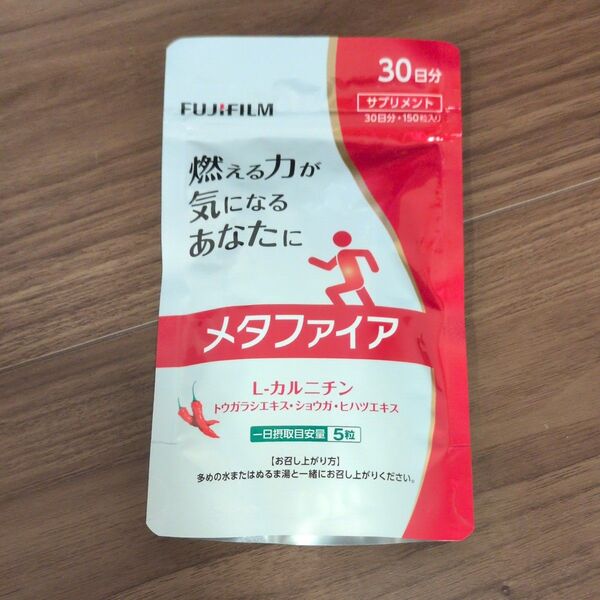 30日分
サプリメント
30日分・150粒入り
FUJIFILM
燃える力が
気になる
あなたに
メタファイア
L-カルニチン
トウガラシエキス・ショウガ・ヒハツエキス
一日摂取目安量 5粒
【お召し上がり方】
多めの水またはぬるま湯と一緒にお召し上がりください。